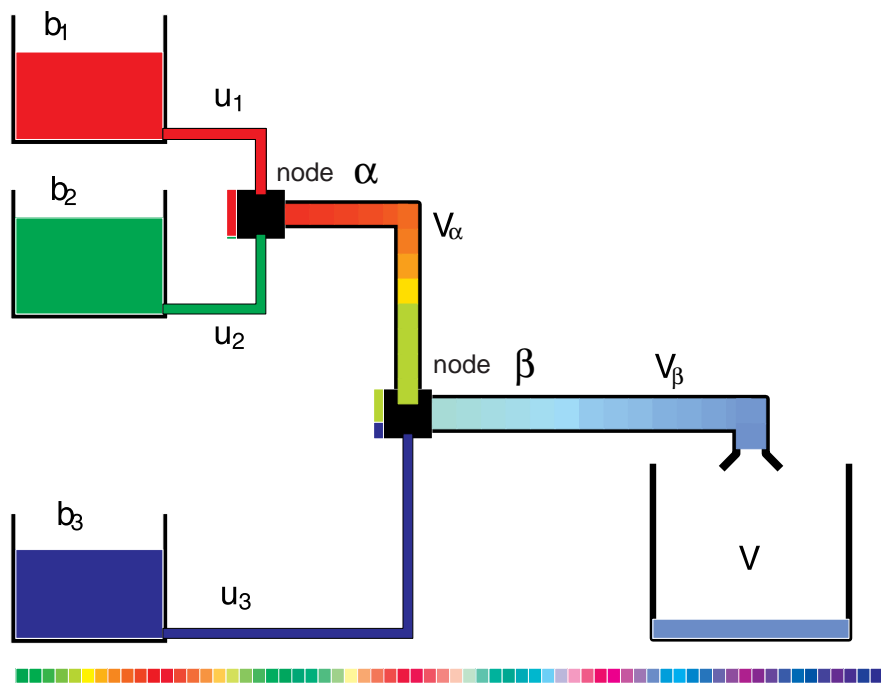 b1
u1
node α
b2
Vα
u2
node β Vβ
b3
V
u3